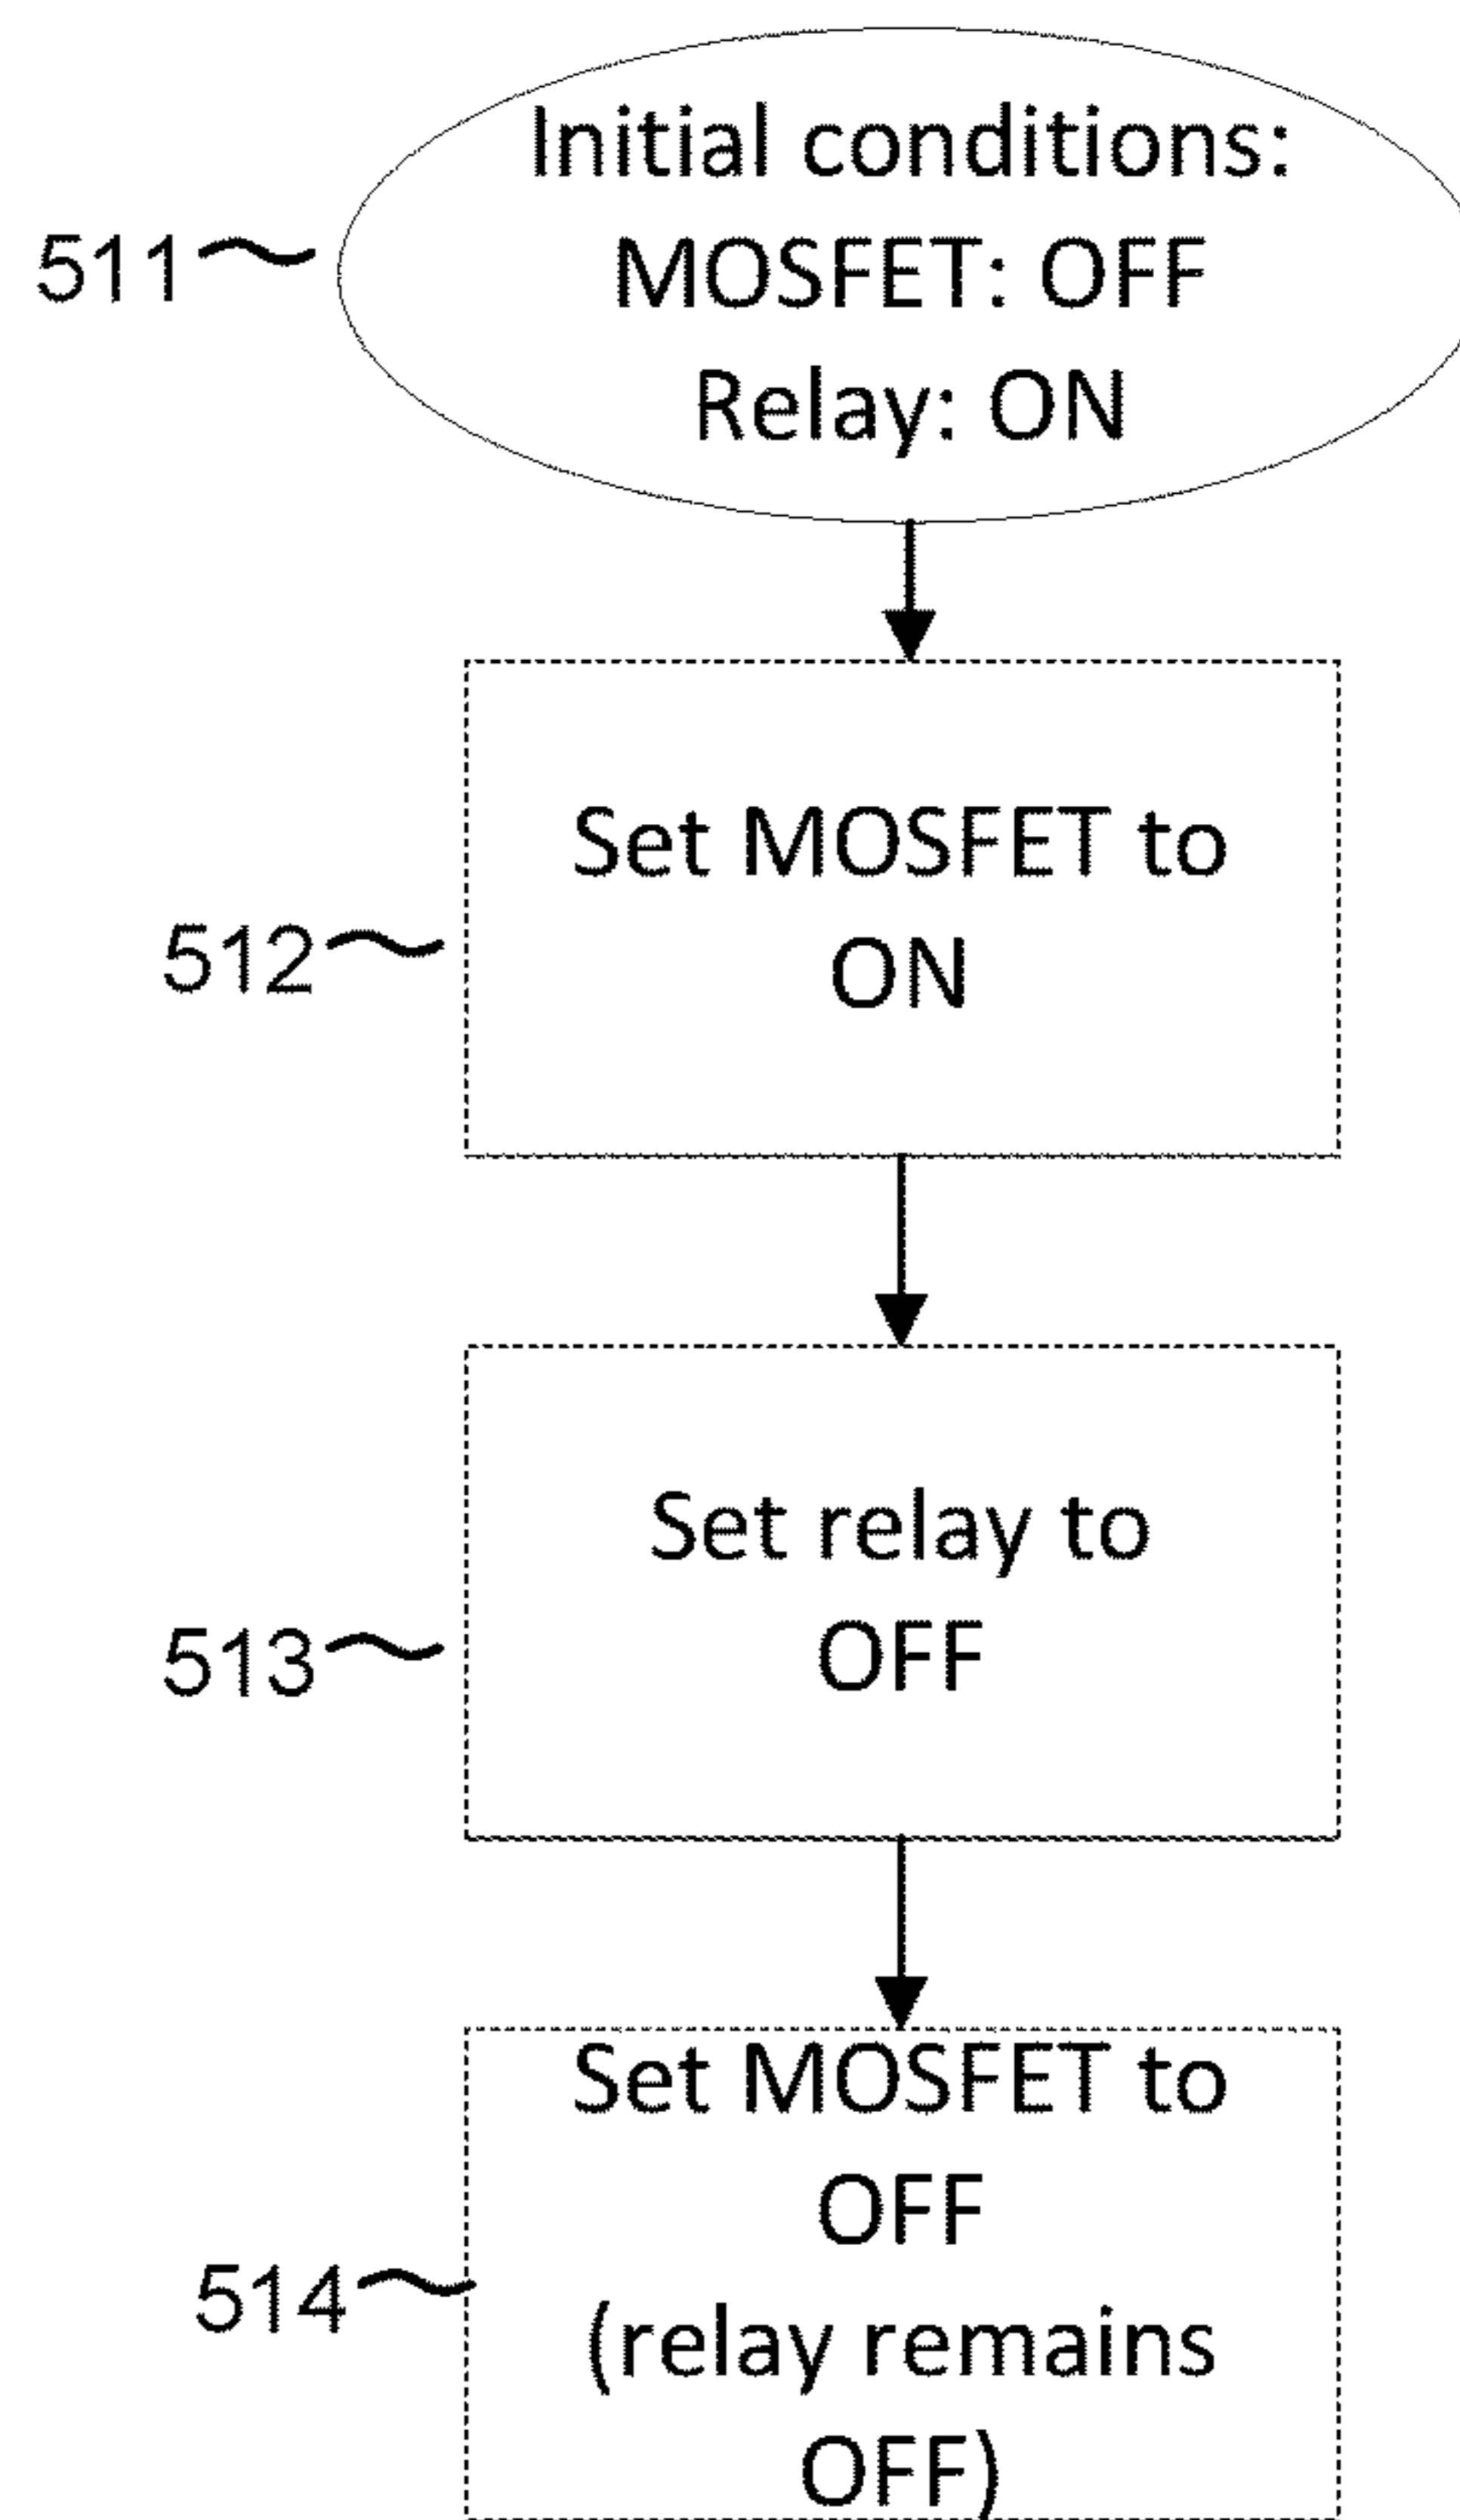 Initial conditions:
MOSFET: OFF
Relay: ON
511
Set MOSFET to
ON
512
Set relay to
OFF
513
Set MOSFET to
OFF
(relay remains
OFF)
514